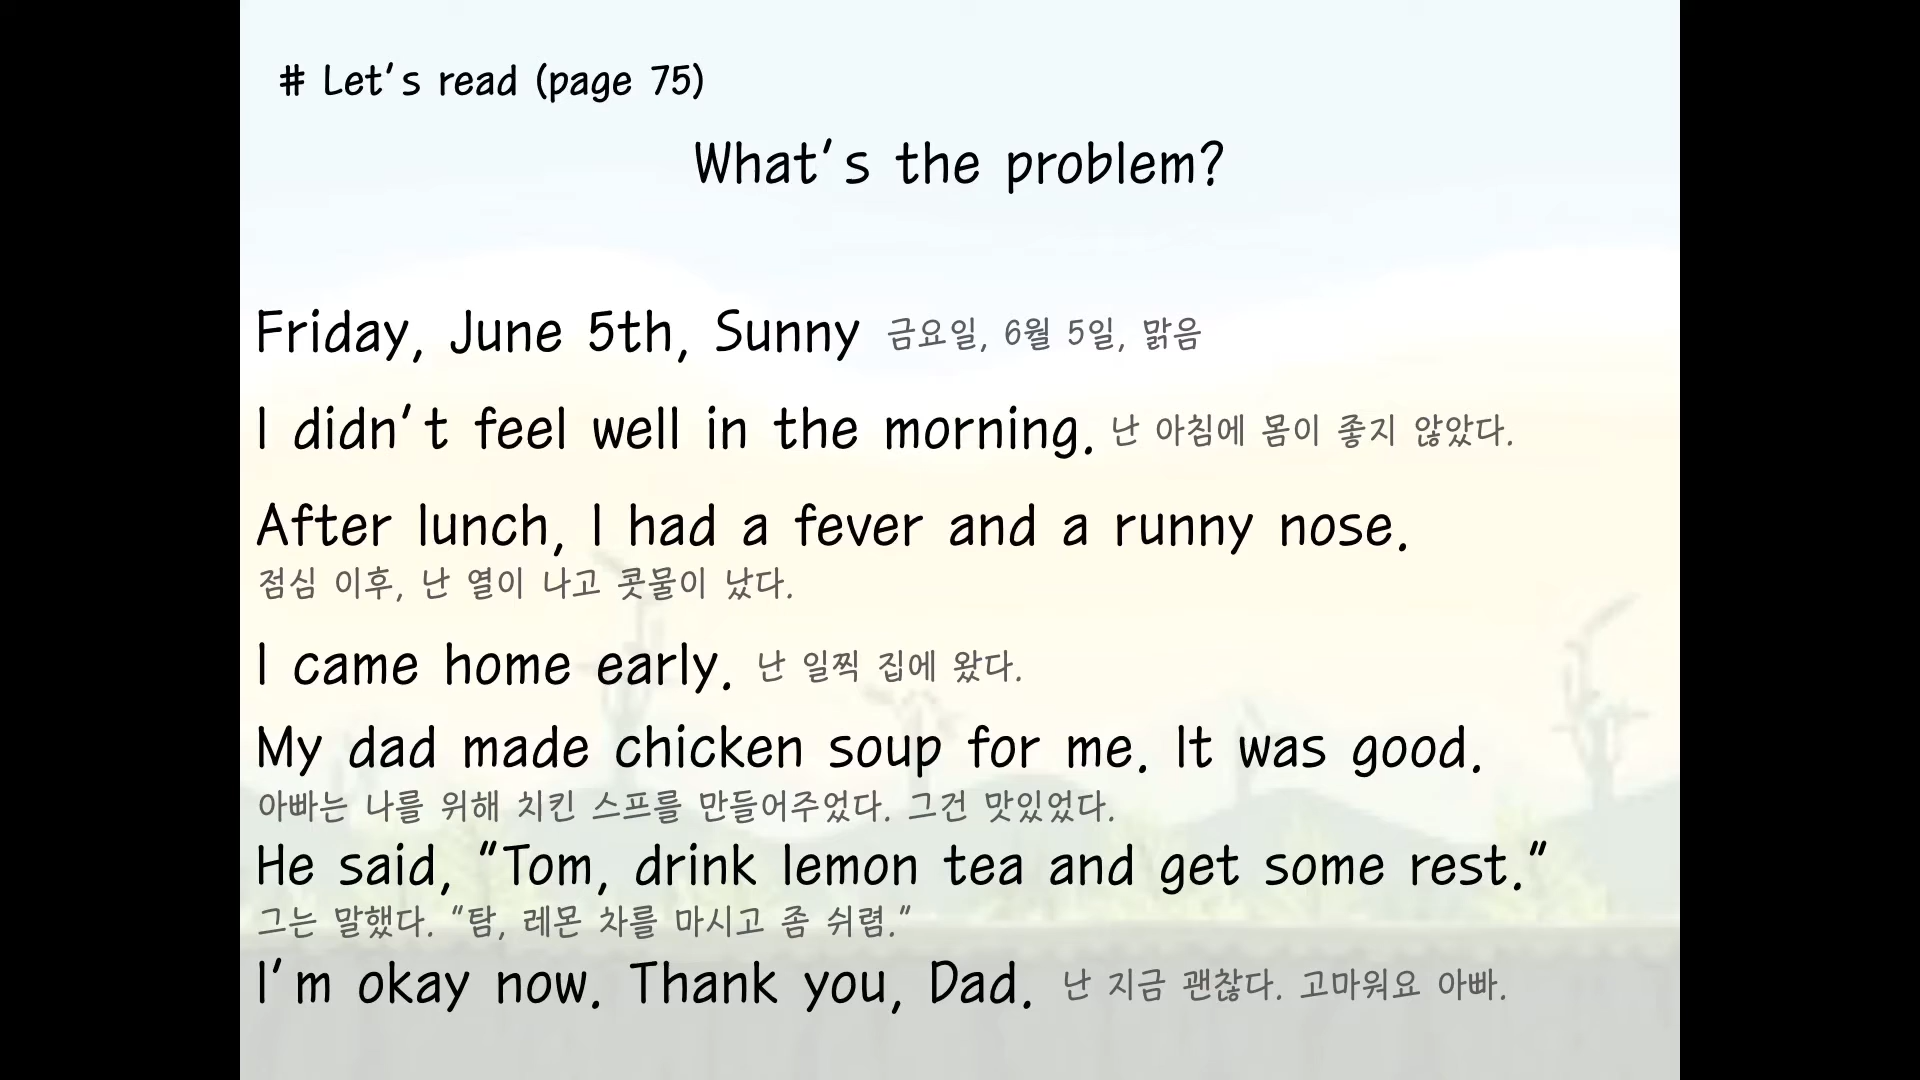 # Let's read (page 75)
What's the problem?
Friday, June 5th, Sunny 금요일, 6월 5일, 맑음
I didn't feel well in the morning. 난 아침에 몸이 좋지 않았다.
After lunch, I had a fever and a runny nose.
점심 이후, 난 열이 나고 콧물이 났다.
I came home early. 난 일찍 집에 왔다.
My dad made chicken soup for me. It was good.
아빠는 나를 위해 치킨 스프를 만들어주었다. 그건 맛있었다.
He said, "Tom, drink lemon tea and get some rest."
그는 말했다. "탐, 레몬 차를 마시고 좀 쉬렴."
I'm okay now. Thank you, Dad. 난 지금 괜찮다. 고마워요 아빠.